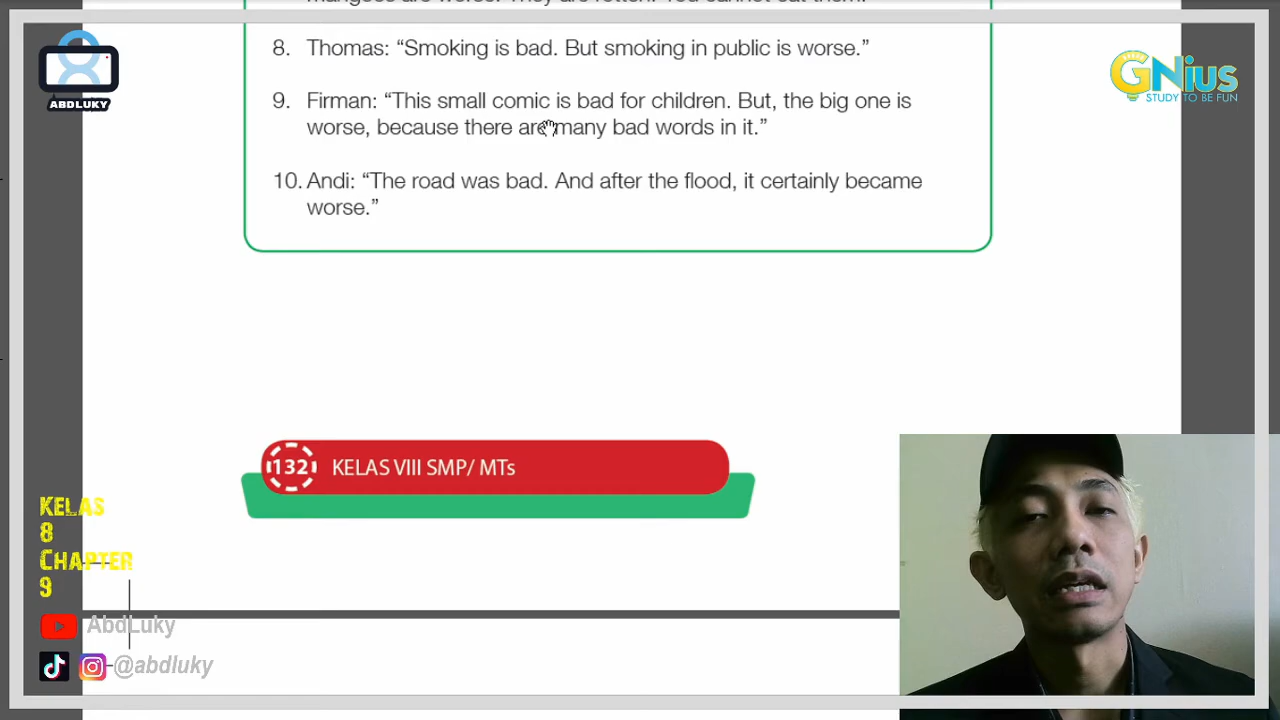 8. Thomas: “Smoking is bad. But smoking in public is worse.”
9. Firman: “This small comic is bad for children. But, the big one is
worse, because there are many bad words in it.”
10. Andi: “The road was bad. And after the flood, it certainly became
worse.”
132 KELAS VIII SMP/ MTs
ABDLUKY
GNIUS
STUDY TO BE FUN
KELAS
8
CHAPTER
9
AbdLuky
@abdluky